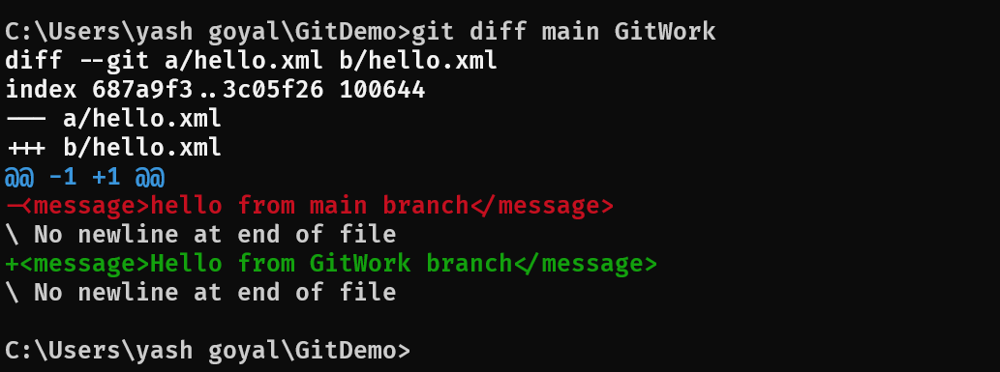 C:\Users\yash goyal\GitDemo>git diff main GitWork
diff --git a/hello.xml b/hello.xml
index 687a9f3..3c05f26 100644
--- a/hello.xml
+++ b/hello.xml
@@ -1 +1 @@
-<message>hello from main branch</message>
\ No newline at end of file
+<message>Hello from GitWork branch</message>
\ No newline at end of file
C:\Users\yash goyal\GitDemo>